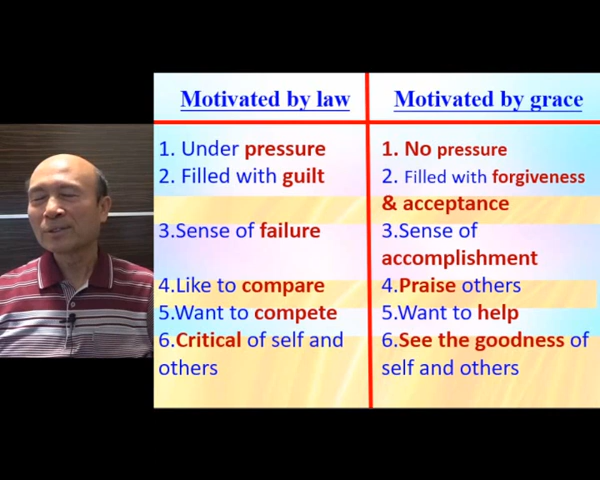 Motivated by law
1. Under pressure
2. Filled with guilt
3.Sense of failure
4.Like to compare
5.Want to compete
6.Critical of self and
others
Motivated by grace
1. No pressure
2. Filled with forgiveness
& acceptance
3.Sense of
accomplishment
4.Praise others
5.Want to help
6.See the goodness of
self and others